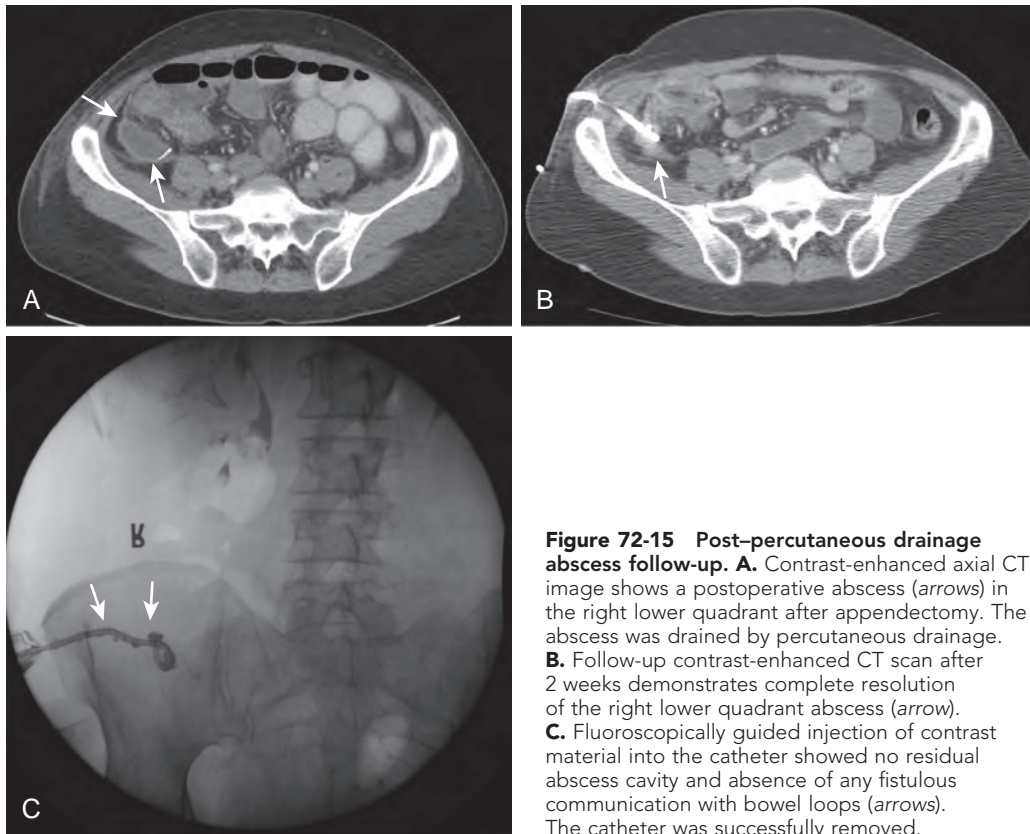 A
B
R
C
Figure 72-15 Post–percutaneous drainage
abscess follow-up. A. Contrast-enhanced axial CT
image shows a postoperative abscess (arrows) in
the right lower quadrant after appendectomy. The
abscess was drained by percutaneous drainage.
B. Follow-up contrast-enhanced CT scan after
2 weeks demonstrates complete resolution
of the right lower quadrant abscess (arrow).
C. Fluoroscopically guided injection of contrast
material into the catheter showed no residual
abscess cavity and absence of any fistulous
communication with bowel loops (arrows).
The catheter was successfully removed.